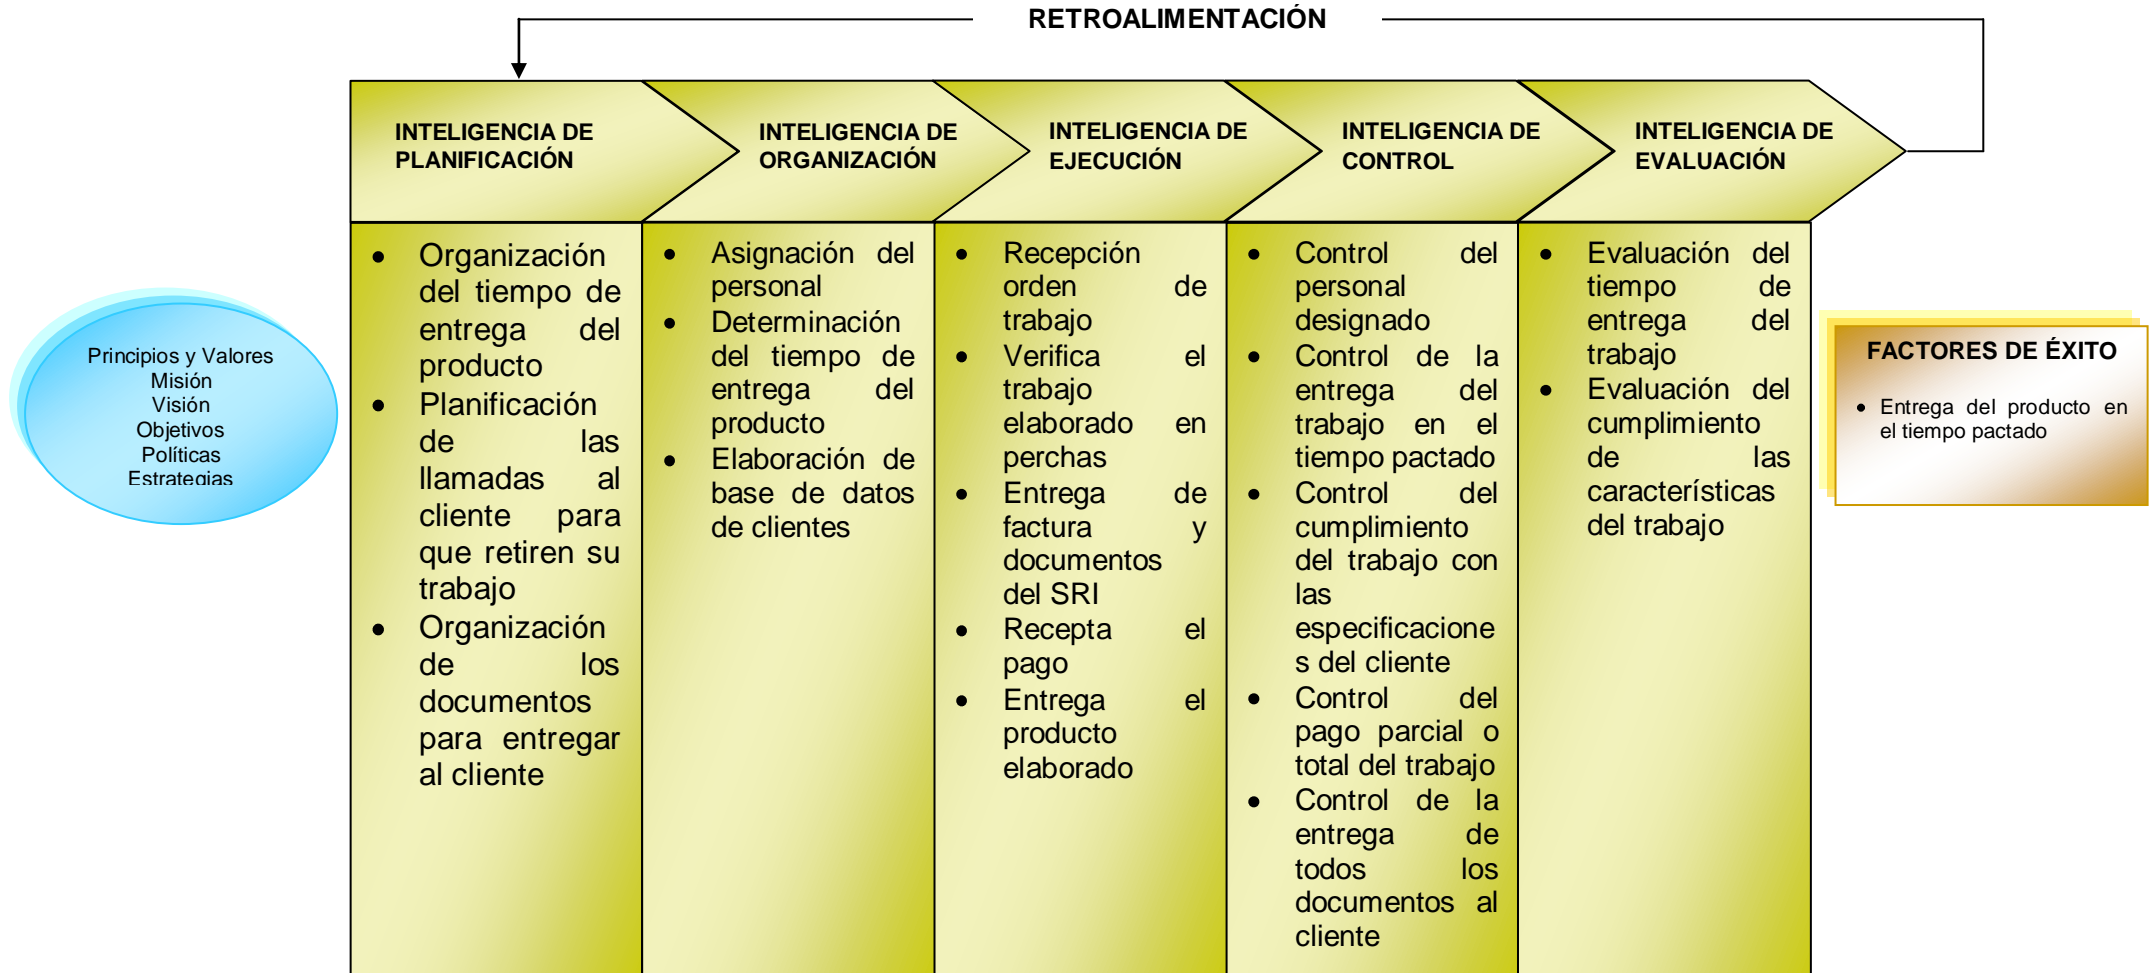 RETROALIMENTACIÓN
INTELIGENCIA DE
PLANIFICACIÓN
INTELIGENCIA DE
ORGANIZACIÓN
INTELIGENCIA DE
EJECUCIÓN
INTELIGENCIA DE
CONTROL
INTELIGENCIA DE
EVALUACIÓN
Principios y Valores
Misión
Visión
Objetivos
Políticas
Estrategias
• Organización
del tiempo de
entrega del
producto
• Planificación
de las
llamadas al
cliente para
que retiren su
trabajo
• Organización
de los
documentos
para entregar
al cliente
• Asignación del
personal
• Determinación
del tiempo de
entrega del
producto
• Elaboración de
base de datos
de clientes
• Recepción
orden de
trabajo
• Verifica el
trabajo
elaborado en
perchas
• Entrega de
factura y
documentos
del SRI
• Recepta el
pago
• Entrega el
producto
elaborado
• Control del
personal
designado
• Control de la
entrega del
trabajo en el
tiempo pactado
• Control del
cumplimiento
del trabajo con
las
especificacione
s del cliente
• Control del
pago parcial o
total del trabajo
• Control de la
entrega de
todos los
documentos al
cliente
• Evaluación del
tiempo de
entrega del
trabajo
• Evaluación del
cumplimiento
de las
características
del trabajo
FACTORES DE ÉXITO
• Entrega del producto en
el tiempo pactado